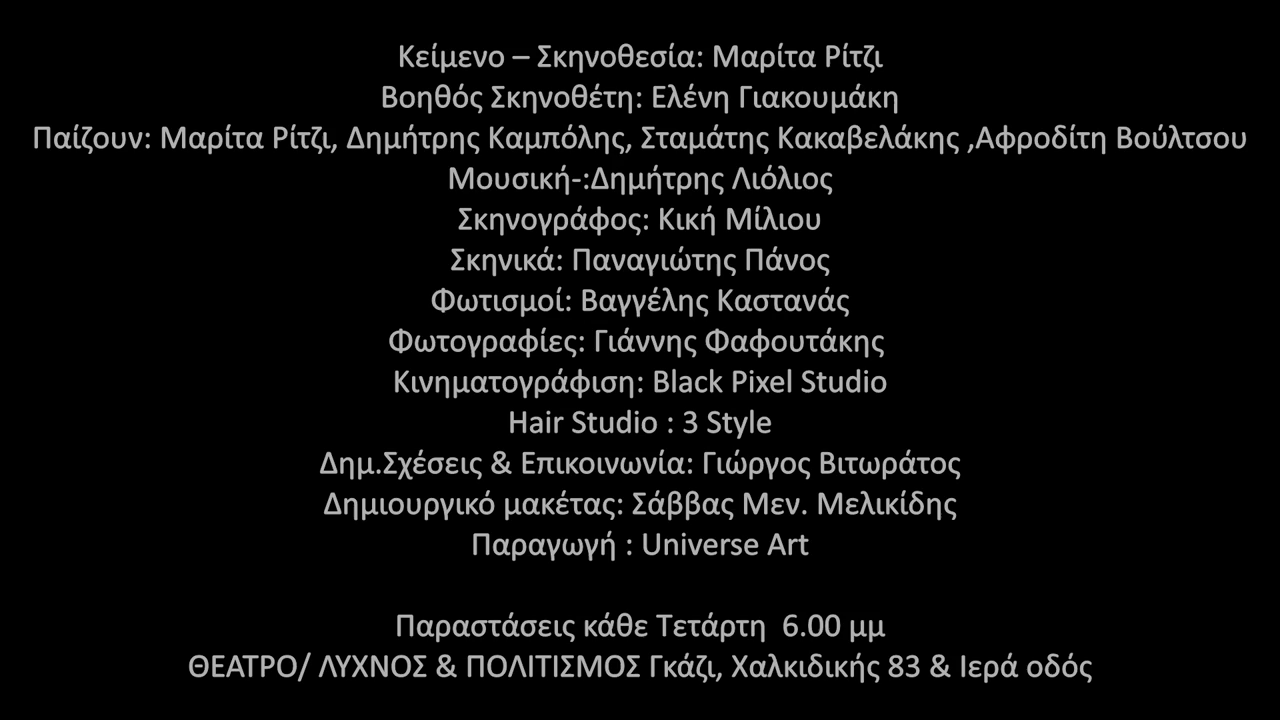 Κείμενο – Σκηνοθεσία: Μαρίτα Ρίτζι
Βοηθός Σκηνοθέτη: Ελένη Γιακουμάκη
Παίζουν: Μαρίτα Ρίτζι, Δημήτρης Καμπόλης, Σταμάτης Κακαβελάκης ,Αφροδίτη Βούλτσου
Μουσική-:Δημήτρης Λιόλιος
Σκηνογράφος: Κική Μίλιου
Σκηνικά: Παναγιώτης Πάνος
Φωτισμοί: Βαγγέλης Καστανάς
Φωτογραφίες: Γιάννης Φαφουτάκης
Κινηματογράφιση: Black Pixel Studio
Hair Studio : 3 Style
Δημ.Σχέσεις & Επικοινωνία: Γιώργος Βιτωράτος
Δημιουργικό μακέτας: Σάββας Μεν. Μελικίδης
Παραγωγή : Universe Art
Παραστάσεις κάθε Τετάρτη  6.00 μμ
ΘΕΑΤΡΟ/ ΛΥΧΝΟΣ & ΠΟΛΙΤΙΣΜΟΣ Γκάζι, Χαλκιδικής 83 & Ιερά οδός